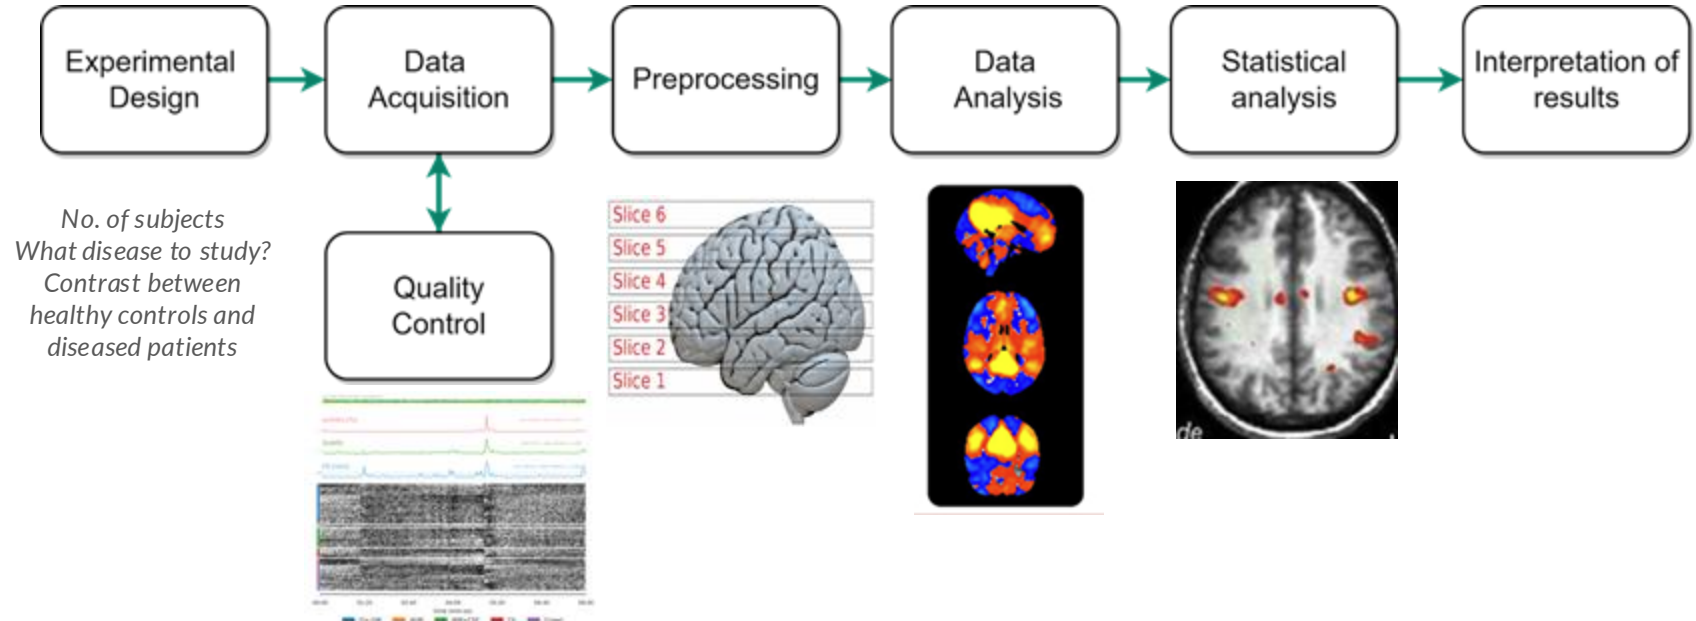 Experimental
Design
Data
Acquisition
Preprocessing
Data
Analysis
Statistical
analysis
Interpretation of
results
No. of subjects
What disease to study?
Contrast between
healthy controls and
diseased patients
Quality
Control
Slice 6
Slice 5
Slice 4
Slice 3
Slice 2
Slice 1
de